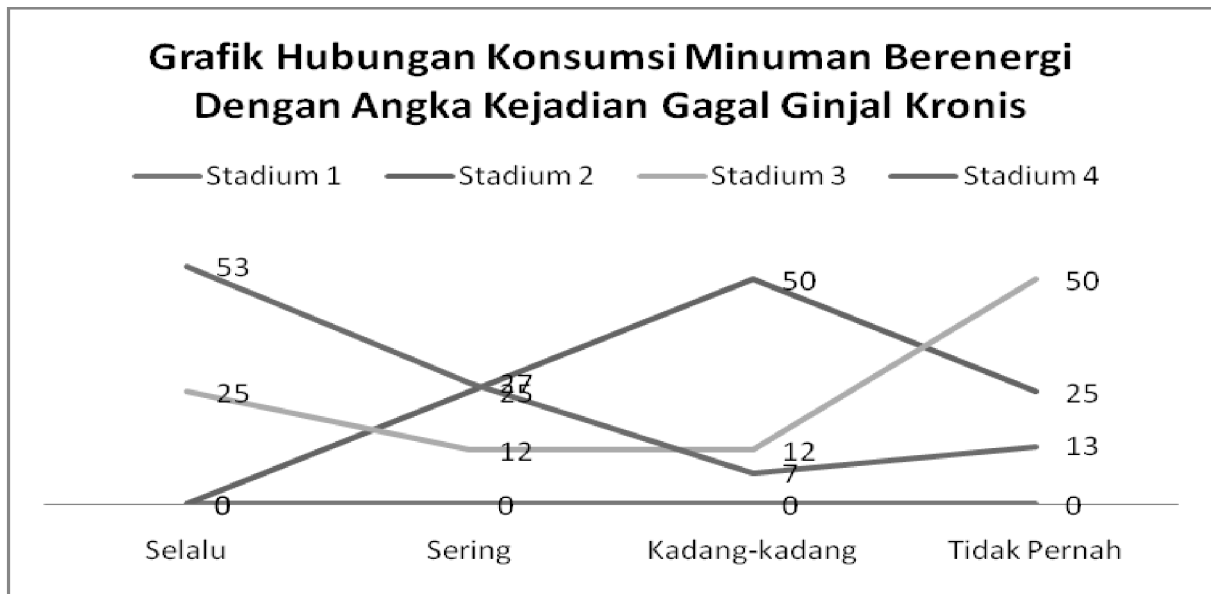 Grafik Hubungan Konsumsi Minuman Berenergi
Dengan Angka Kejadian Gagal Ginjal Kronis
Stadium 1 Stadium 2 Stadium 3 Stadium 4
53
50 50
27
25 25 25
12 12 13
7
0 0 0 0
Selalu Sering Kadang-kadang Tidak Pernah